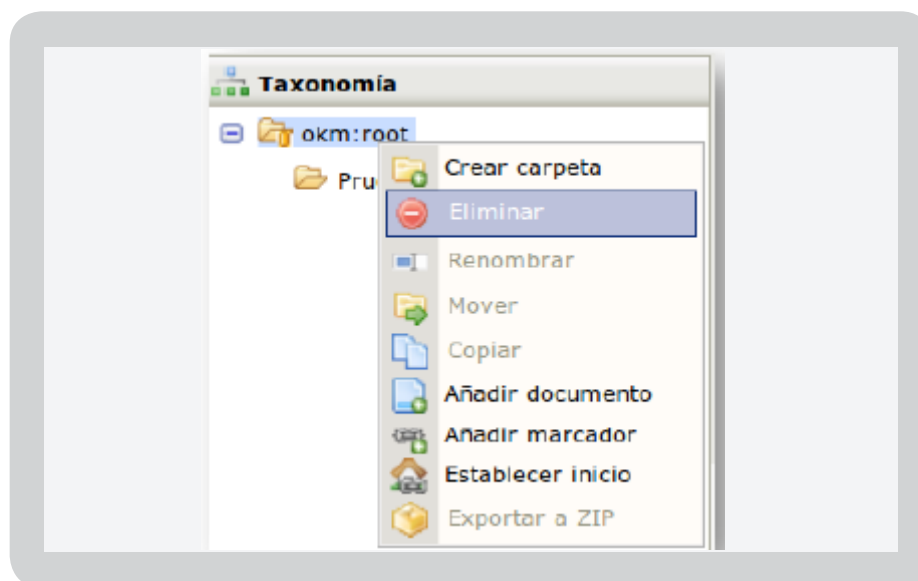 Taxonomía
okm:root
Pru
Crear carpeta
Eliminar
Renombrar
Mover
Copiar
Añadir documento
Añadir marcador
Establecer inicio
Exportar a ZIP